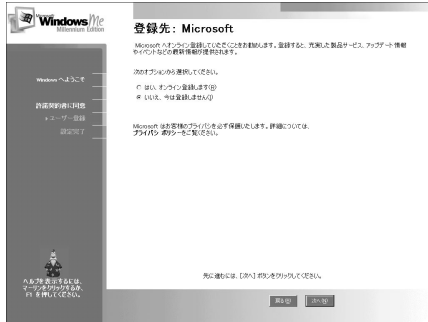 Microsoft
Windows Me
Millennium Edition
登録先: Microsoft
Microsoft へオンライン登録していただくことをお勧めします。登録すると、充実した製品サービス、アップデート情報
やイベントなどの最新情報が提供されます。
次のオプションから選択してください。
はい、オンライン登録します(R)
いいえ、今は登録しません(J)
Microsoft はお客様のプライバシを必ず保護いたします。詳細については、
プライバシ ポリシーをご覧ください。
Windows へようこそ
許諾契約書に同意
ユーザー登録
設定完了
ヘルプを表示するには、
マーリンをクリックするか、
F1 を押してください。
先に進むには、[次へ] ボタンをクリックしてください。
戻る(B)
次へ(N)